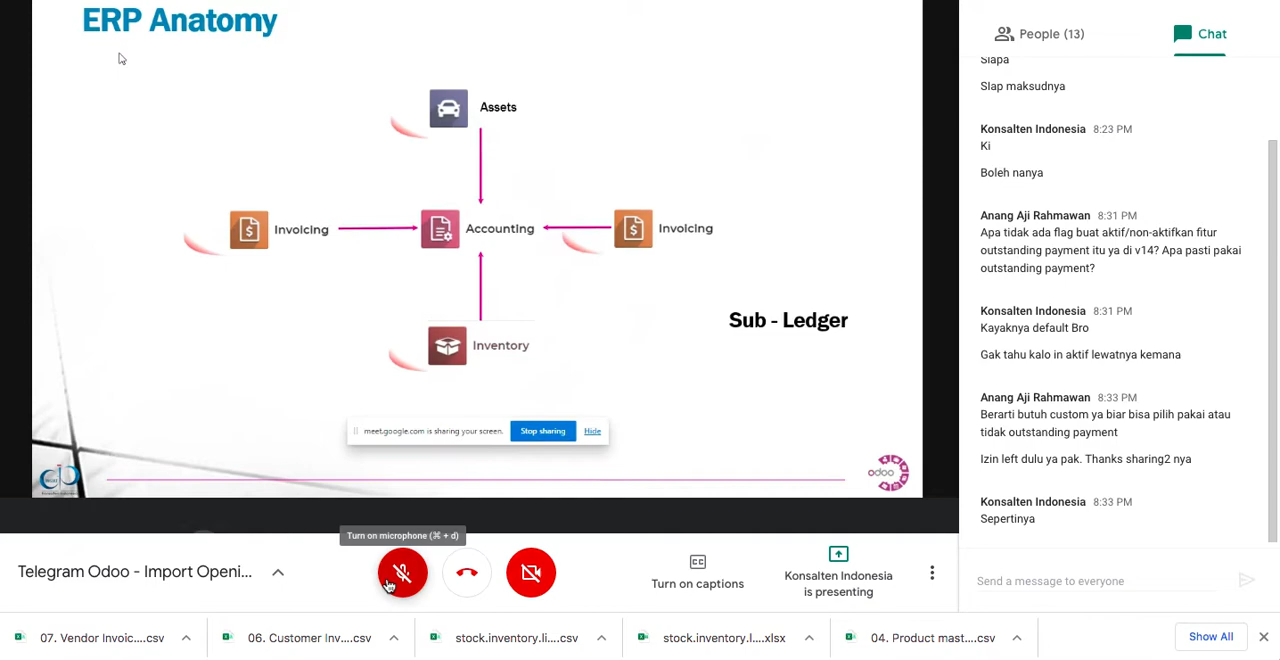 ERP Anatomy
Assets
Invoicing
Accounting
Invoicing
Sub - Ledger
Inventory
meet.google.com is sharing your screen.
Stop sharing
Hide
odoo
Turn on microphone (⌘ + d)
Telegram Odoo - Import Openi...
Turn on captions
Konsalten Indonesia
is presenting
People (13)
Chat
Siapa
SIap maksudnya
Konsalten Indonesia 8:23 PM
Ki
Boleh nanya
Anang Aji Rahmawan 8:31 PM
Apa tidak ada flag buat aktif/non-aktifkan fitur
outstanding payment itu ya di v14? Apa pasti pakai
outstanding payment?
Konsalten Indonesia 8:31 PM
Kayaknya default Bro
Gak tahu kalo in aktif lewatnya kemana
Anang Aji Rahmawan 8:33 PM
Berarti butuh custom ya biar bisa pilih pakai atau
tidak outstanding payment
Izin left dulu ya pak. Thanks sharing2 nya
Konsalten Indonesia 8:33 PM
Sepertinya
Send a message to everyone
07. Vendor Invoic....csv
06. Customer Inv....csv
stock.inventory.li....csv
stock.inventory.l....xlsx
04. Product mast....csv
Show All